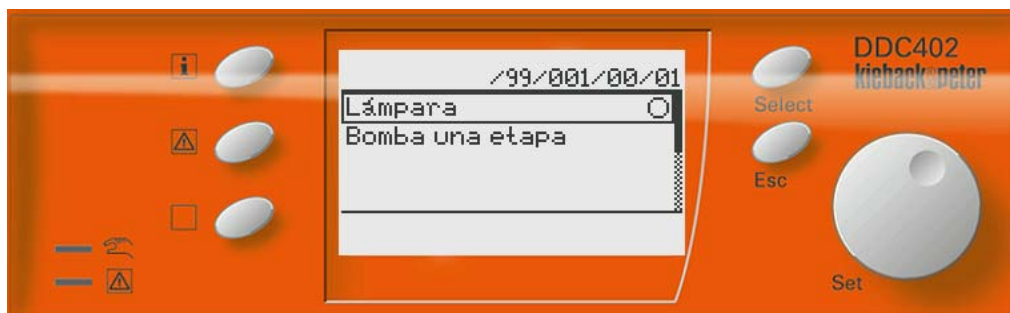 DDC402
kieback&peter
/99/001/00/01
Lámpara
Bomba una etapa
Select
Esc
Set